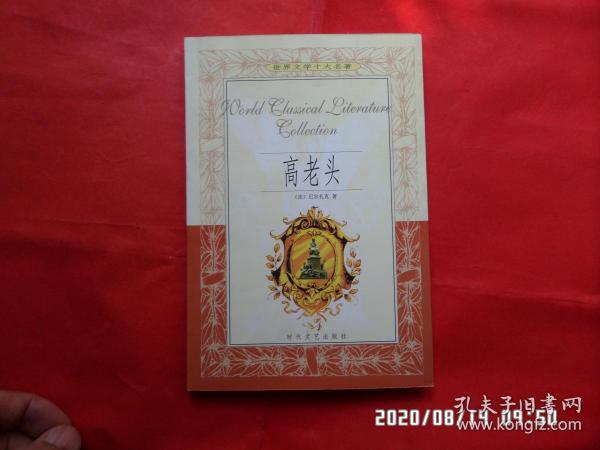 世界文学十大名著
World Classical Literature
Collection
高老头
（法）巴尔扎克 著
时代文艺出版社
2020/08/19 09:50
孔夫子旧書网
www.kongfz.com